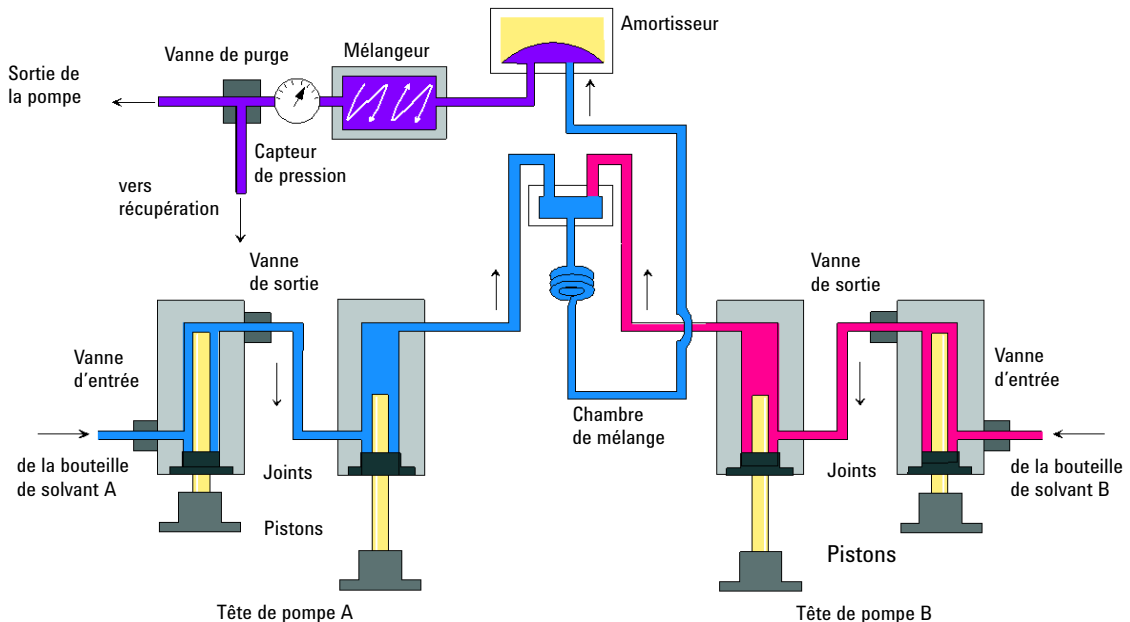 Amortisseur
Vanne de purge
Mélangeur
Sortie de
la pompe
Capteur
de pression
vers
récupération
Vanne
de sortie
Vanne
de sortie
Vanne
d'entrée
Vanne
d'entrée
Chambre
de mélange
de la bouteille
de solvant A
Joints
Joints
de la bouteille
de solvant B
Pistons
Pistons
Tête de pompe A
Tête de pompe B